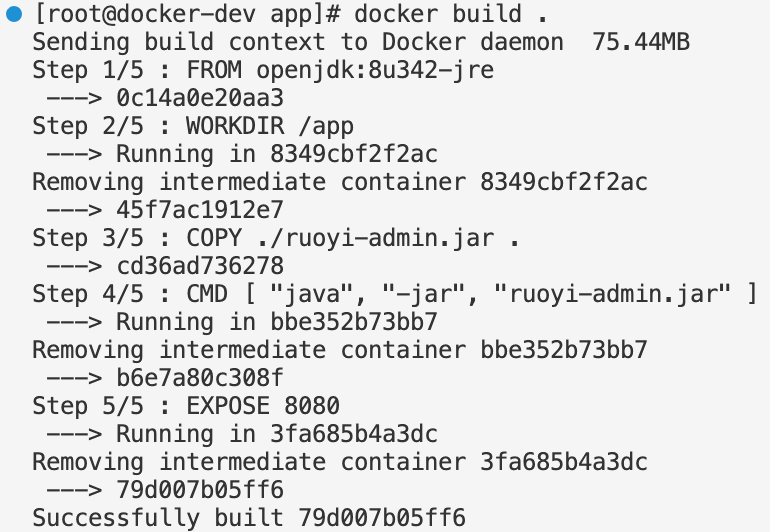 [root@docker-dev app]# docker build .
Sending build context to Docker daemon  75.44MB
Step 1/5 : FROM openjdk:8u342-jre
 ---> 0c14a0e20aa3
Step 2/5 : WORKDIR /app
 ---> Running in 8349cbf2f2ac
Removing intermediate container 8349cbf2f2ac
 ---> 45f7ac1912e7
Step 3/5 : COPY ./ruoyi-admin.jar .
 ---> cd36ad736278
Step 4/5 : CMD [ "java", "-jar", "ruoyi-admin.jar" ]
 ---> Running in bbe352b73bb7
Removing intermediate container bbe352b73bb7
 ---> b6e7a80c308f
Step 5/5 : EXPOSE 8080
 ---> Running in 3fa685b4a3dc
Removing intermediate container 3fa685b4a3dc
 ---> 79d007b05ff6
Successfully built 79d007b05ff6